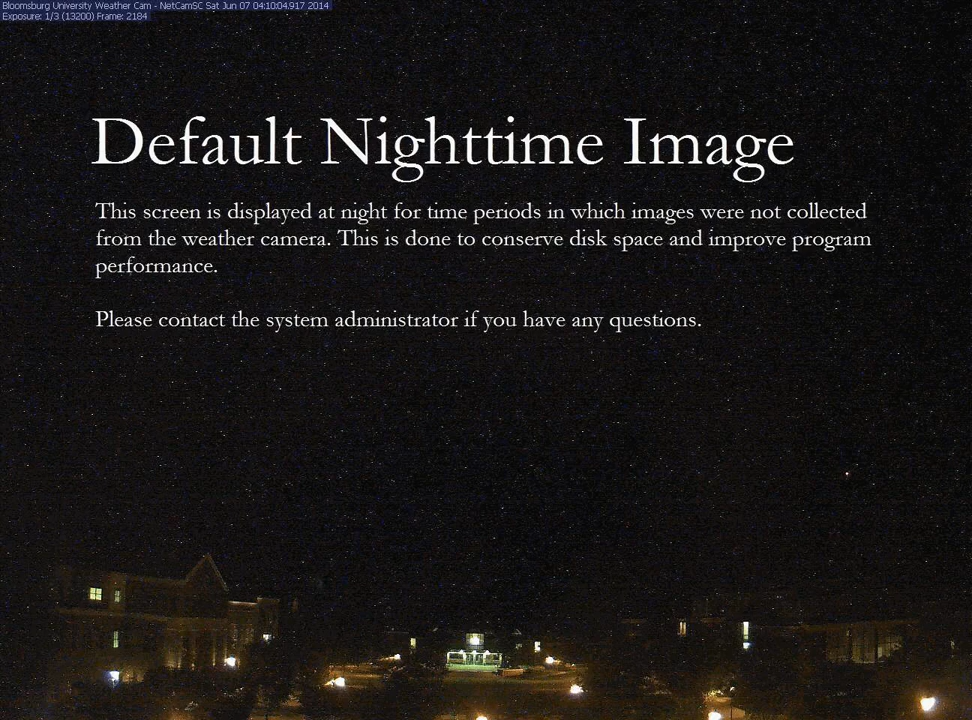 Bloomsburg University Weather Cam - NetCamSC Sat Jun 07 04:10:04.917 2014
Exposure: 1/3 (13200) Frame: 2184
Default Nighttime Image
This screen is displayed at night for time periods in which images were not collected
from the weather camera. This is done to conserve disk space and improve program
performance.
Please contact the system administrator if you have any questions.